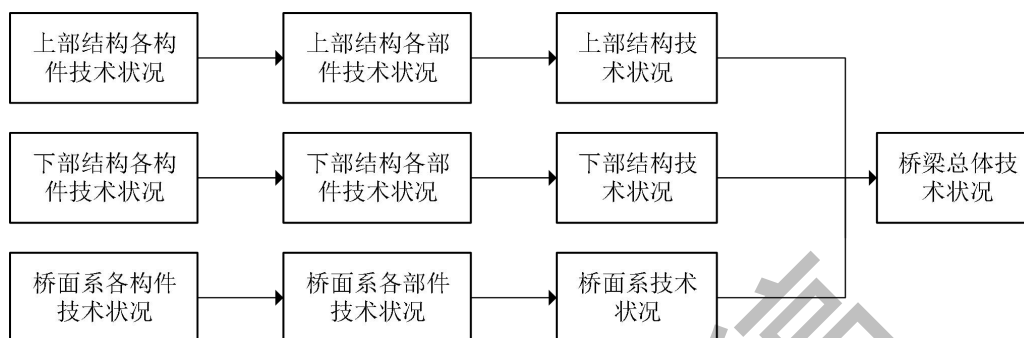 上部结构各构
件技术状况
上部结构各部
件技术状况
上部结构技
术状况
下部结构各构
件技术状况
下部结构各部
件技术状况
下部结构技
术状况
桥梁总体技
术状况
桥面系各构件
技术状况
桥面系各部件
技术状况
桥面系技术
状况